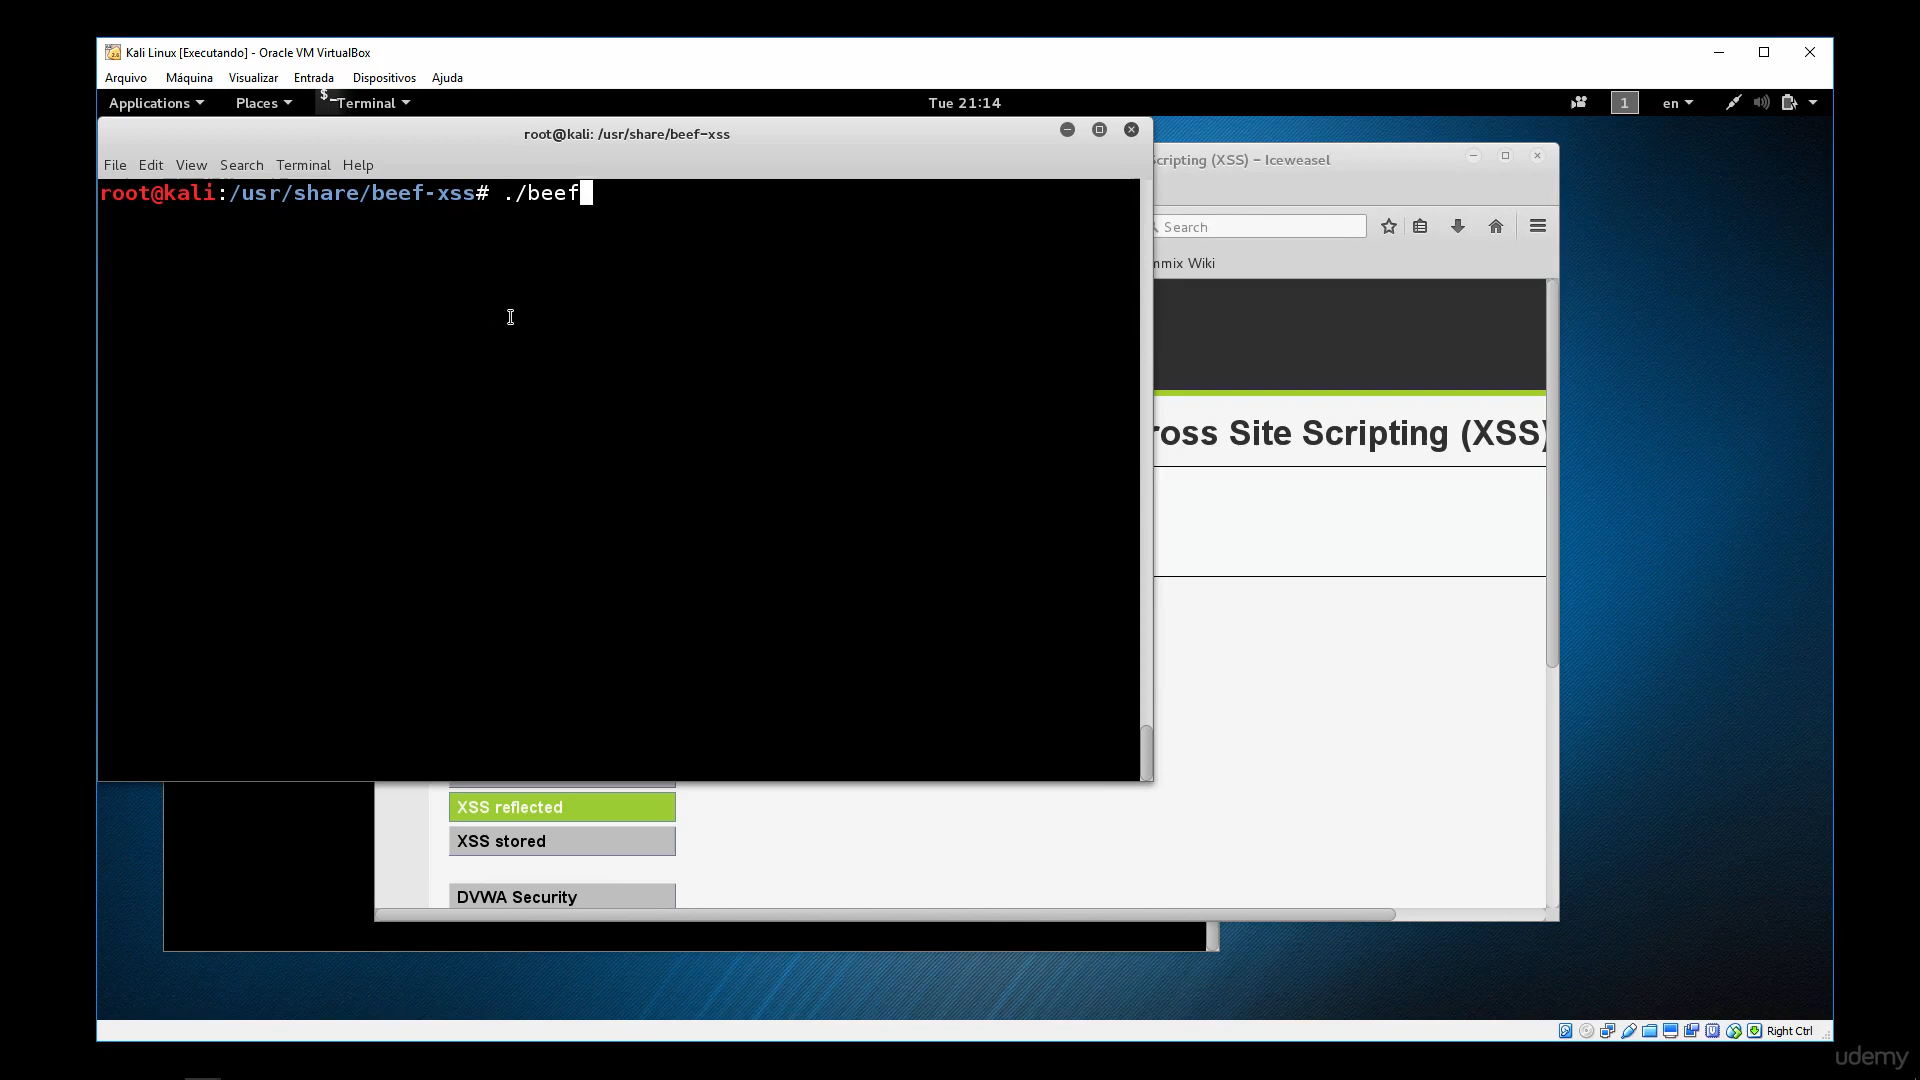 Kali Linux [Executando] - Oracle VM VirtualBox
Arquivo Máquina Visualizar Entrada Dispositivos Ajuda
Applications Places Terminal Tue 21:14 1 en
root@kali: /usr/share/beef-xss
Scripting (XSS) - Iceweasel
File Edit View Search Terminal Help
root@kali:/usr/share/beef-xss# ./beef
Search
mmix Wiki
ross Site Scripting (XSS)
XSS reflected
XSS stored
DVWA Security
Right Ctrl
udemy